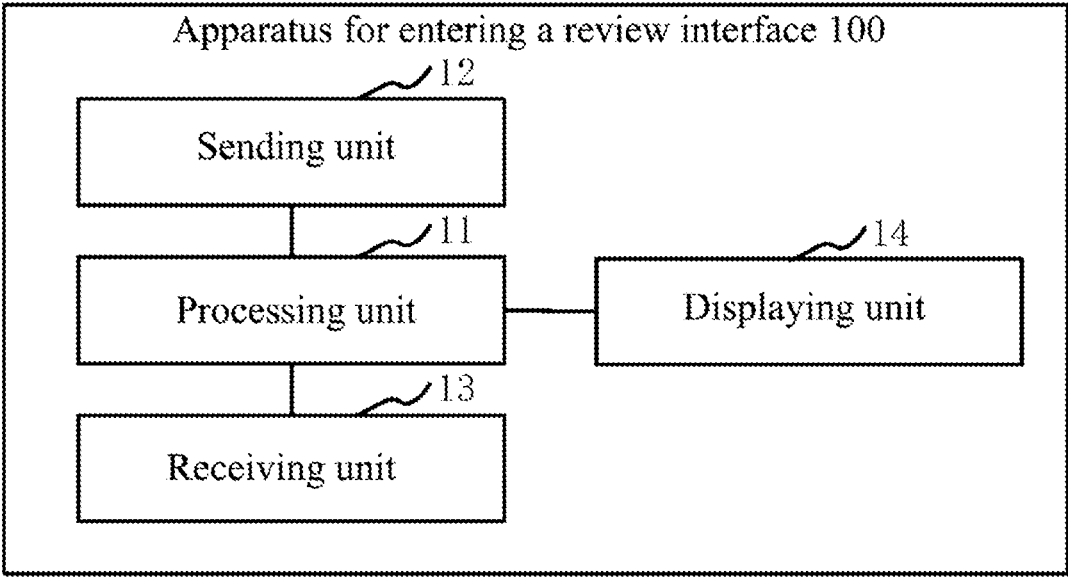 Apparatus for entering a review interface 100
12
Sending unit
11
Processing unit
14
Displaying unit
13
Receiving unit